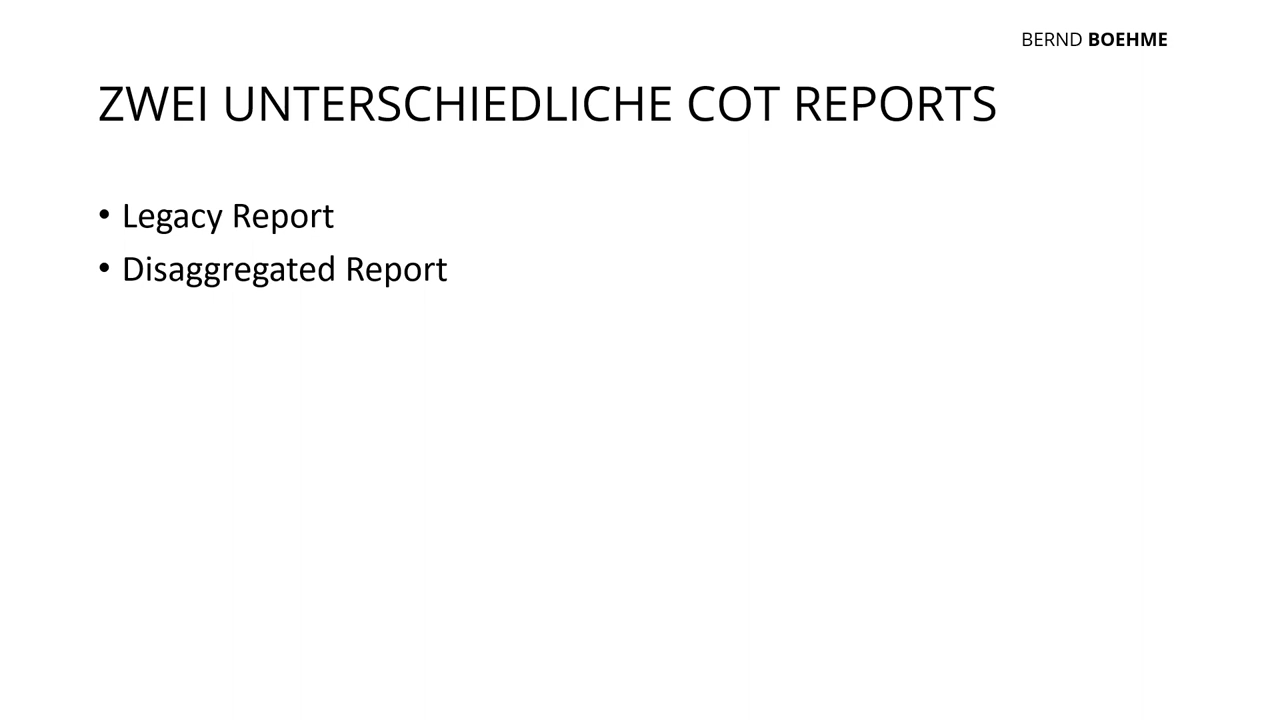 BERND BOEHME
ZWEI UNTERSCHIEDLICHE COT REPORTS
• Legacy Report
• Disaggregated Report